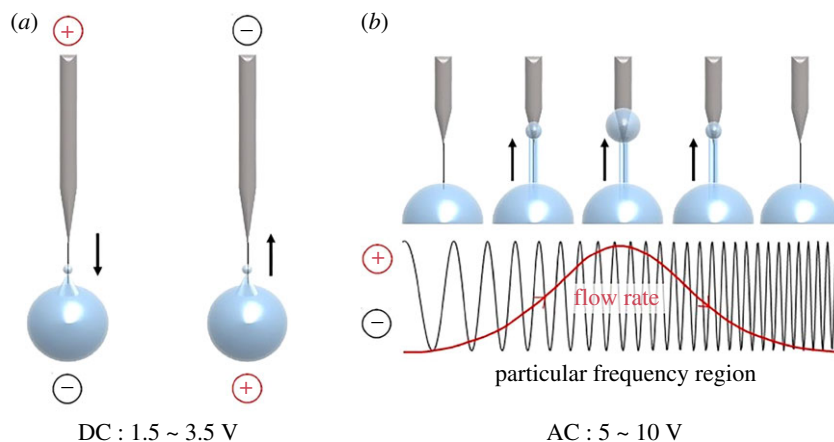 (a)
+
−
−
+
DC : 1.5 ~ 3.5 V
(b)
+
−
flow rate
particular frequency region
AC : 5 ~ 10 V